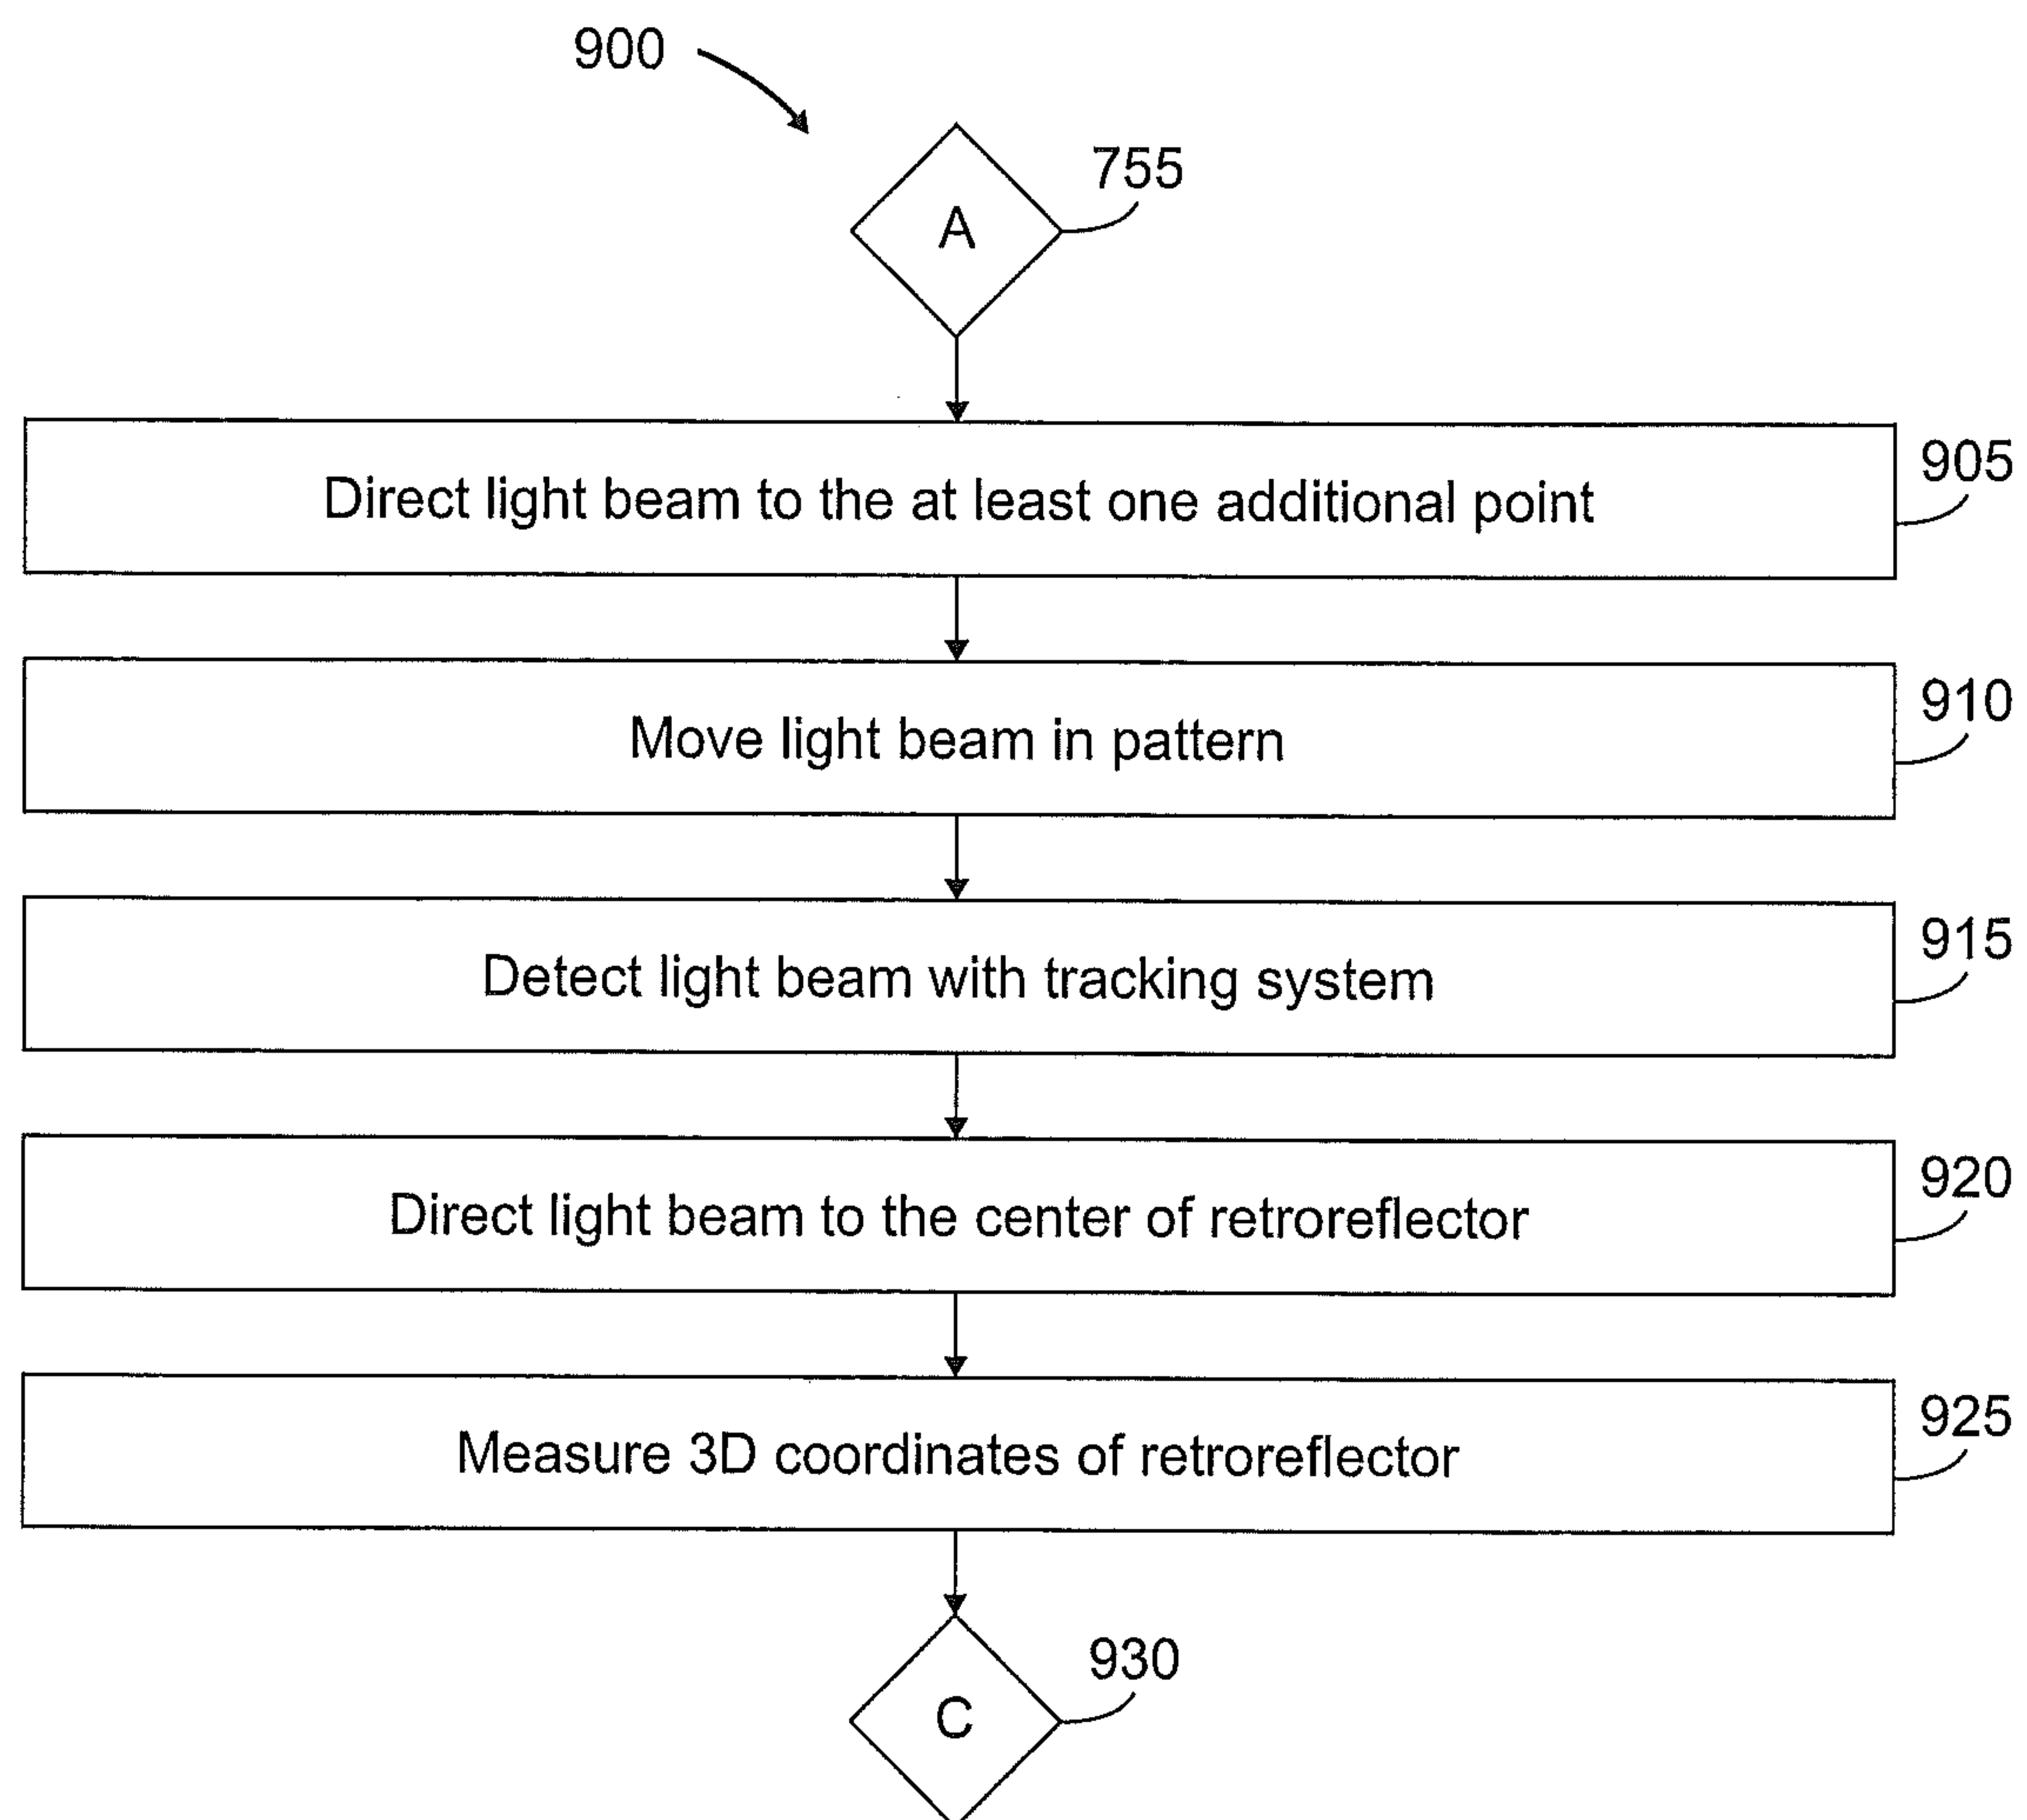 900
755
A
905
Direct light beam to the at least one additional point
910
Move light beam in pattern
915
Detect light beam with tracking system
920
Direct light beam to the center of retroreflector
925
Measure 3D coordinates of retroreflector
930
C